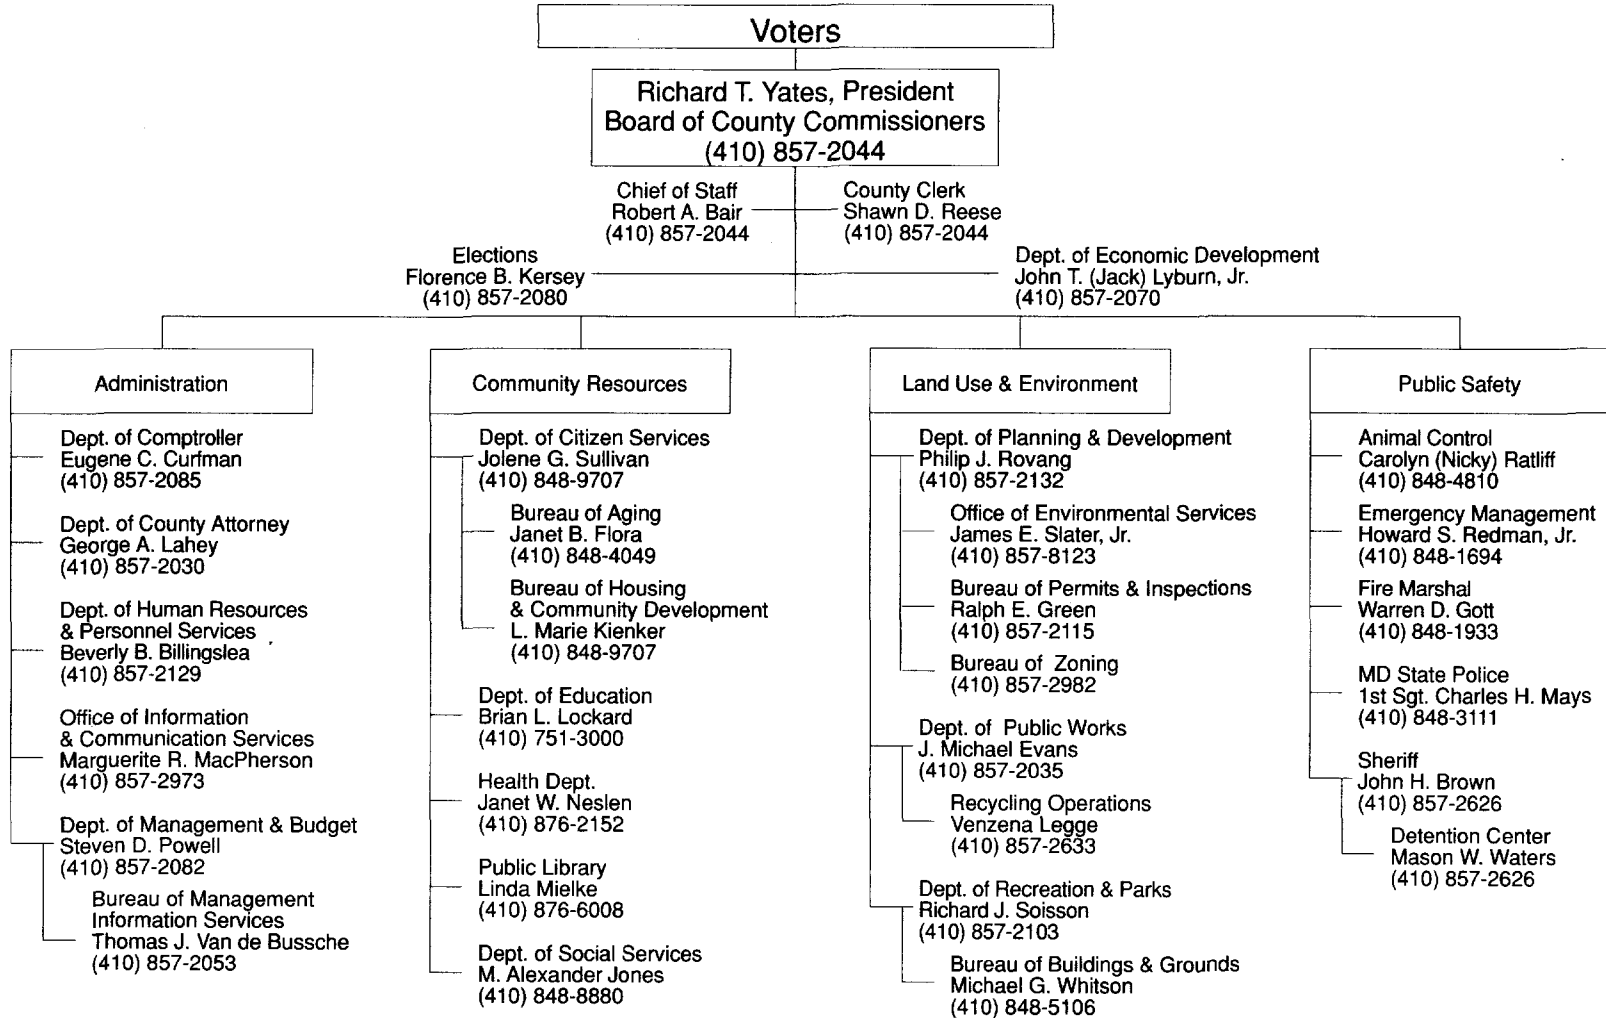 Voters
Richard T. Yates, President
Board of County Commissioners
(410) 857-2044
Chief of Staff
Robert A. Bair
(410) 857-2044
County Clerk
Shawn D. Reese
(410) 857-2044
Elections
Florence B. Kersey
(410) 857-2080
Dept. of Economic Development
John T. (Jack) Lyburn, Jr.
(410) 857-2070
Administration
Dept. of Comptroller
Eugene C. Curfman
(410) 857-2085
Dept. of County Attorney
George A. Lahey
(410) 857-2030
Dept. of Human Resources
& Personnel Services
Beverly B. Billingslea
(410) 857-2129
Office of Information
& Communication Services
Marguerite R. MacPherson
(410) 857-2973
Dept. of Management & Budget
Steven D. Powell
(410) 857-2082
Bureau of Management
Information Services
Thomas J. Van de Bussche
(410) 857-2053
Community Resources
Dept. of Citizen Services
Jolene G. Sullivan
(410) 848-9707
Bureau of Aging
Janet B. Flora
(410) 848-4049
Bureau of Housing
& Community Development
L. Marie Kienker
(410) 848-9707
Dept. of Education
Brian L. Lockard
(410) 751-3000
Health Dept.
Janet W. Neslen
(410) 876-2152
Public Library
Linda Mielke
(410) 876-6008
Dept. of Social Services
M. Alexander Jones
(410) 848-8880
Land Use & Environment
Dept. of Planning & Development
Philip J. Rovang
(410) 857-2132
Office of Environmental Services
James E. Slater, Jr.
(410) 857-8123
Bureau of Permits & Inspections
Ralph E. Green
(410) 857-2115
Bureau of Zoning
(410) 857-2982
Dept. of Public Works
J. Michael Evans
(410) 857-2035
Recycling Operations
Venzena Legge
(410) 857-2633
Dept. of Recreation & Parks
Richard J. Soisson
(410) 857-2103
Bureau of Buildings & Grounds
Michael G. Whitson
(410) 848-5106
Public Safety
Animal Control
Carolyn (Nicky) Ratliff
(410) 848-4810
Emergency Management
Howard S. Redman, Jr.
(410) 848-1694
Fire Marshal
Warren D. Gott
(410) 848-1933
MD State Police
1st Sgt. Charles H. Mays
(410) 848-3111
Sheriff
John H. Brown
(410) 857-2626
Detention Center
Mason W. Waters
(410) 857-2626